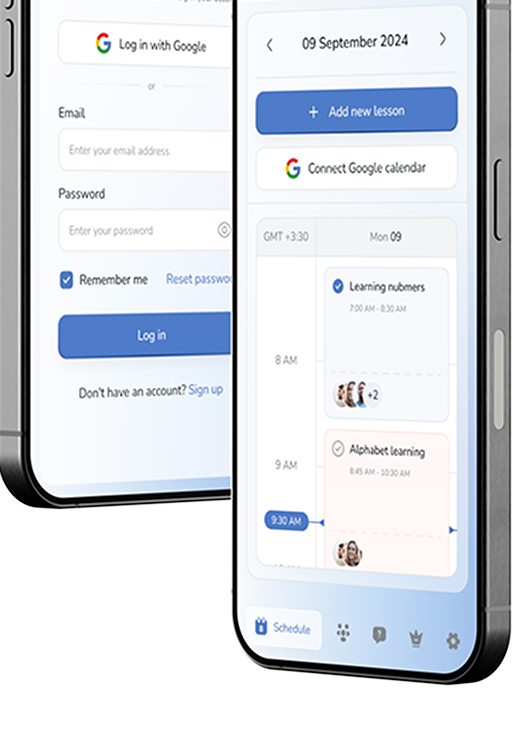 Log in with Google
or
Email
Enter your email address
Password
Enter your password
Remember me
Reset
Log in
Don't have an account? Sign up
09 September 2024
+ Add new lesson
Connect Google calendar
GMT +3:30
Mon 09
Learning nubmers
7:00 AM - 8:30 AM
8 AM
+2
Alphabet learning
8:45 AM - 10:30 AM
9 AM
9:30 AM
Schedule